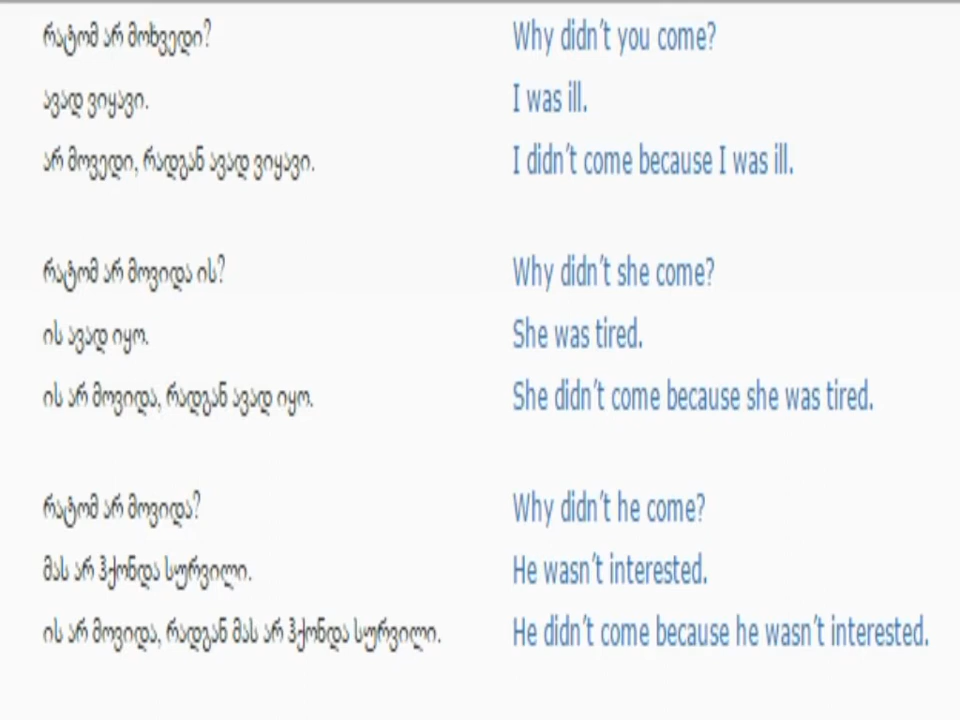 რატომ არ მოხვედი? Why didn't you come?
ავად ვიყავი. I was ill.
არ მოვედი, რადგან ავად ვიყავი. I didn't come because I was ill.
რატომ არ მოვიდა ის? Why didn't she come?
ის ავად იყო. She was tired.
ის არ მოვიდა, რადგან ავად იყო. She didn't come because she was tired.
რატომ არ მოვიდა? Why didn't he come?
მას არ ჰქონდა სურვილი. He wasn't interested.
ის არ მოვიდა, რადგან მას არ ჰქონდა სურვილი. He didn't come because he wasn't interested.